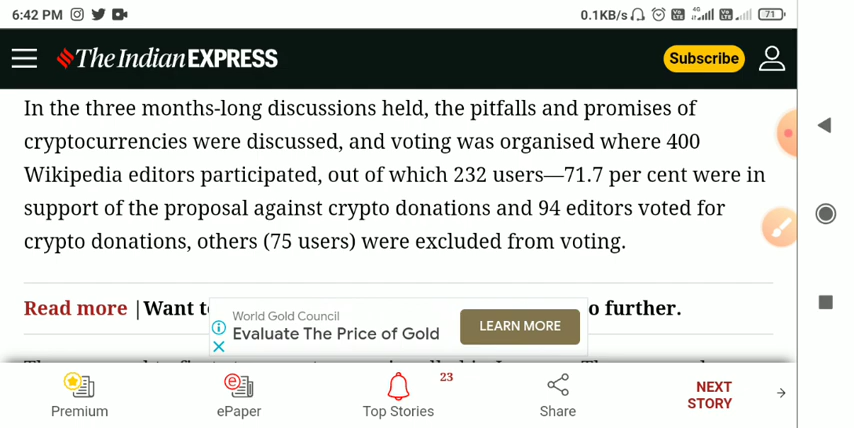 6:42 PM 0.1KB/s 4G 71
The Indian EXPRESS Subscribe
In the three months-long discussions held, the pitfalls and promises of
cryptocurrencies were discussed, and voting was organised where 400
Wikipedia editors participated, out of which 232 users—71.7 per cent were in
support of the proposal against crypto donations and 94 editors voted for
crypto donations, others (75 users) were excluded from voting.
Read more |Want to o further.
World Gold Council
Evaluate The Price of Gold
LEARN MORE
Premium
ePaper
23
Top Stories
Share
NEXT
STORY